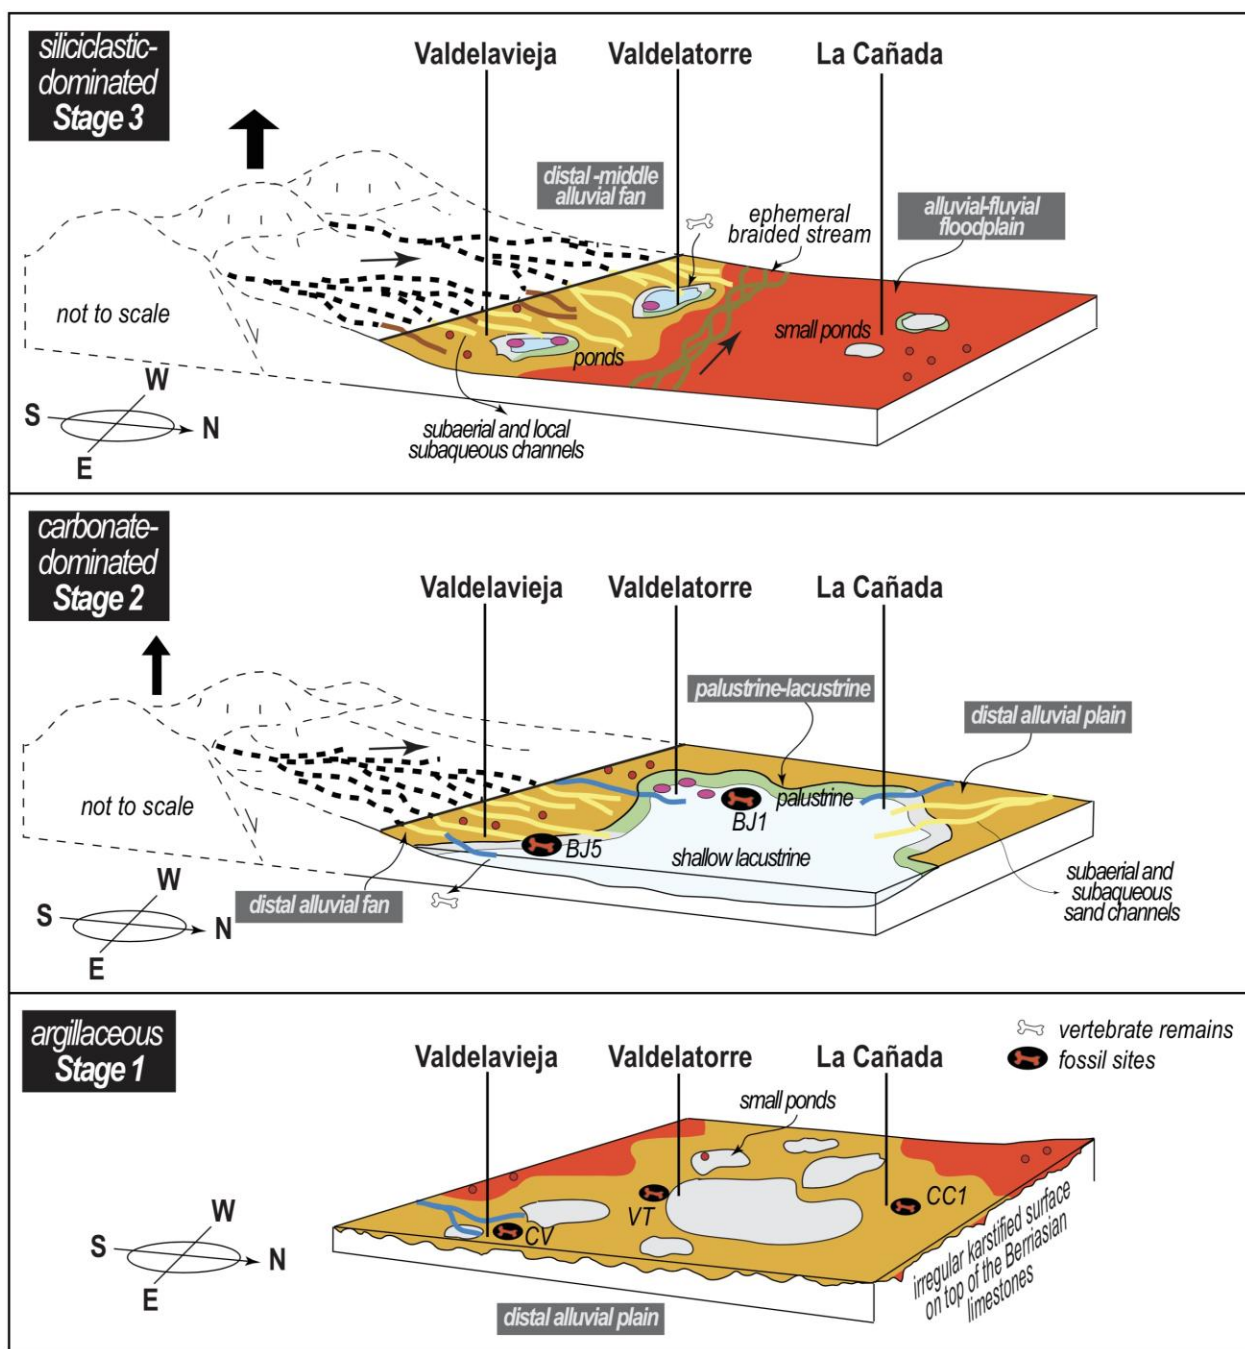 siliciclastic-
dominated
Stage 3
Valdelavieja
Valdelatorre
La Cañada
distal -middle
alluvial fan
ephemeral
braided stream
alluvial-fluvial
floodplain
not to scale
small ponds
ponds
W
S
N
E
subaerial and local
subaqueous channels
carbonate-
dominated
Stage 2
Valdelavieja
Valdelatorre
La Cañada
palustrine-lacustrine
distal alluvial plain
not to scale
palustrine
BJ1
BJ5
shallow lacustrine
W
S
N
E
distal alluvial fan
subaerial and
subaqueous
sand channels
argillaceous
Stage 1
vertebrate remains
fossil sites
Valdelavieja
Valdelatorre
La Cañada
small ponds
CC1
VT
CV
W
S
N
E
irregular karstified surface
on top of the Berriasian
limestones
distal alluvial plain